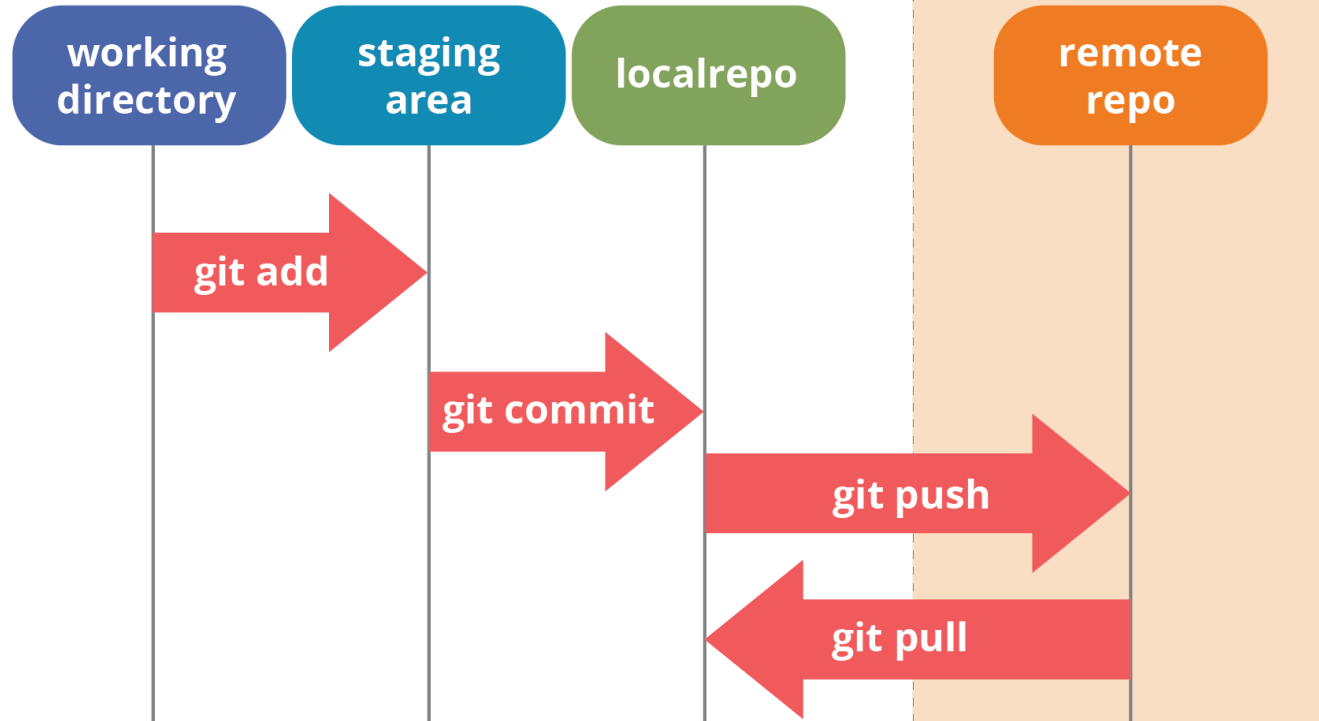 working
directory
staging
area
localrepo
remote
repo
git add
git commit
git push
git pull